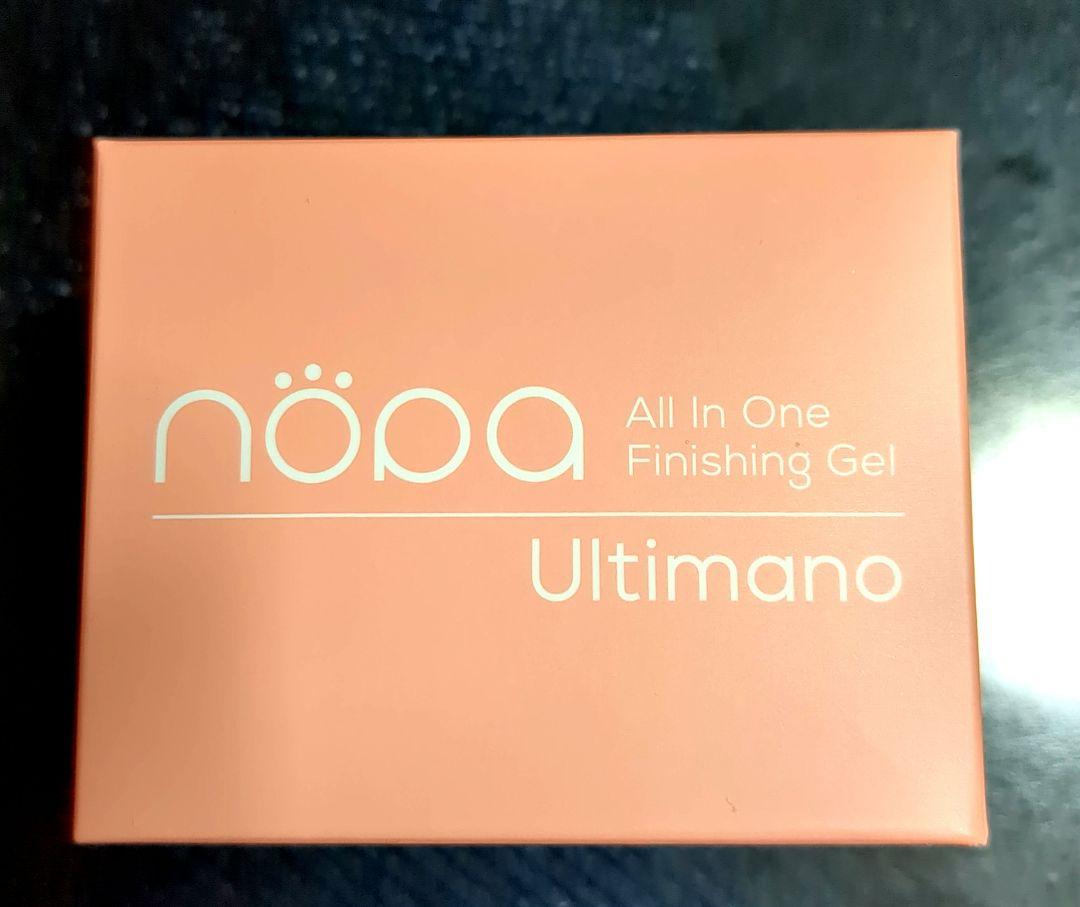 nöpa
All In One
Finishing Gel
Ultimano